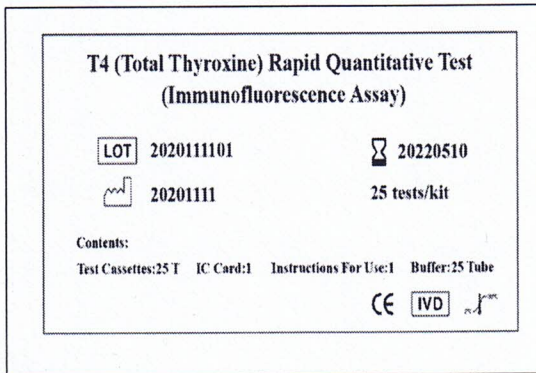 T4 (Total Thyroxine) Rapid Quantitative Test
(Immunofluorescence Assay)
LOT 2020111101 20220510
20201111 25 tests/kit
Contents:
Test Cassettes:25 T IC Card:1 Instructions For Use:1 Buffer:25 Tube
CE IVD